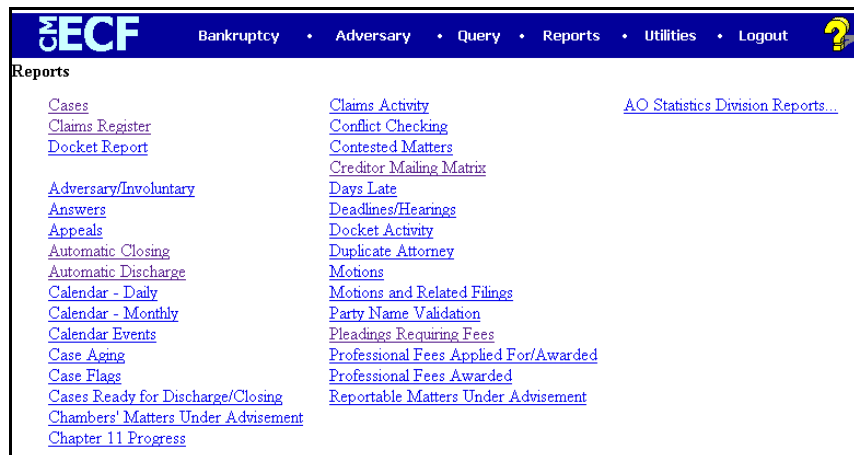 CM ECF Bankruptcy • Adversary • Query • Reports • Utilities • Logout ?
Reports
Cases
Claims Register
Docket Report
Adversary/Involuntary
Answers
Appeals
Automatic Closing
Automatic Discharge
Calendar - Daily
Calendar - Monthly
Calendar Events
Case Aging
Case Flags
Cases Ready for Discharge/Closing
Chambers' Matters Under Advisement
Chapter 11 Progress
Claims Activity
Conflict Checking
Contested Matters
Creditor Mailing Matrix
Days Late
Deadlines/Hearings
Docket Activity
Duplicate Attorney
Motions
Motions and Related Filings
Party Name Validation
Pleadings Requiring Fees
Professional Fees Applied For/Awarded
Professional Fees Awarded
Reportable Matters Under Advisement
AO Statistics Division Reports...